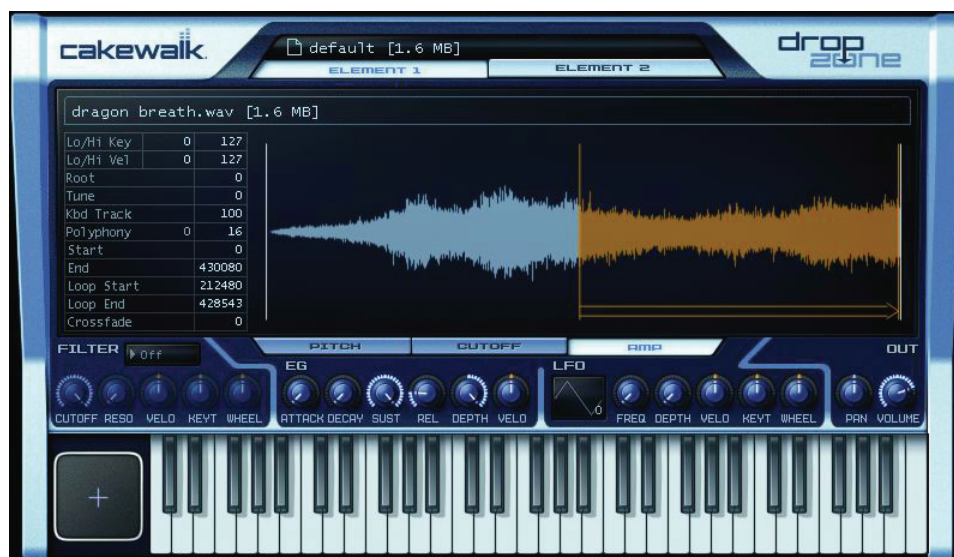 cakewalk
default [1.6 MB]
drop
zone
ELEMENT 1
ELEMENT 2
dragon breath.wav [1.6 MB]
Lo/Hi Key 0 127
Lo/Hi Vel 0 127
Root 0
Tune 0
Kbd Track 100
Polyphony 0 16
Start 0
End 430080
Loop Start 212480
Loop End 428543
Crossfade 0
FILTER Off
PITCH
CUTOFF
AMP
OUT
EG
LFO
0
CUTOFF RESO VELO KEYT WHEEL
ATTACK DECAY SUST REL DEPTH VELO
FREQ DEPTH VELO KEYT WHEEL
PAN VOLUME